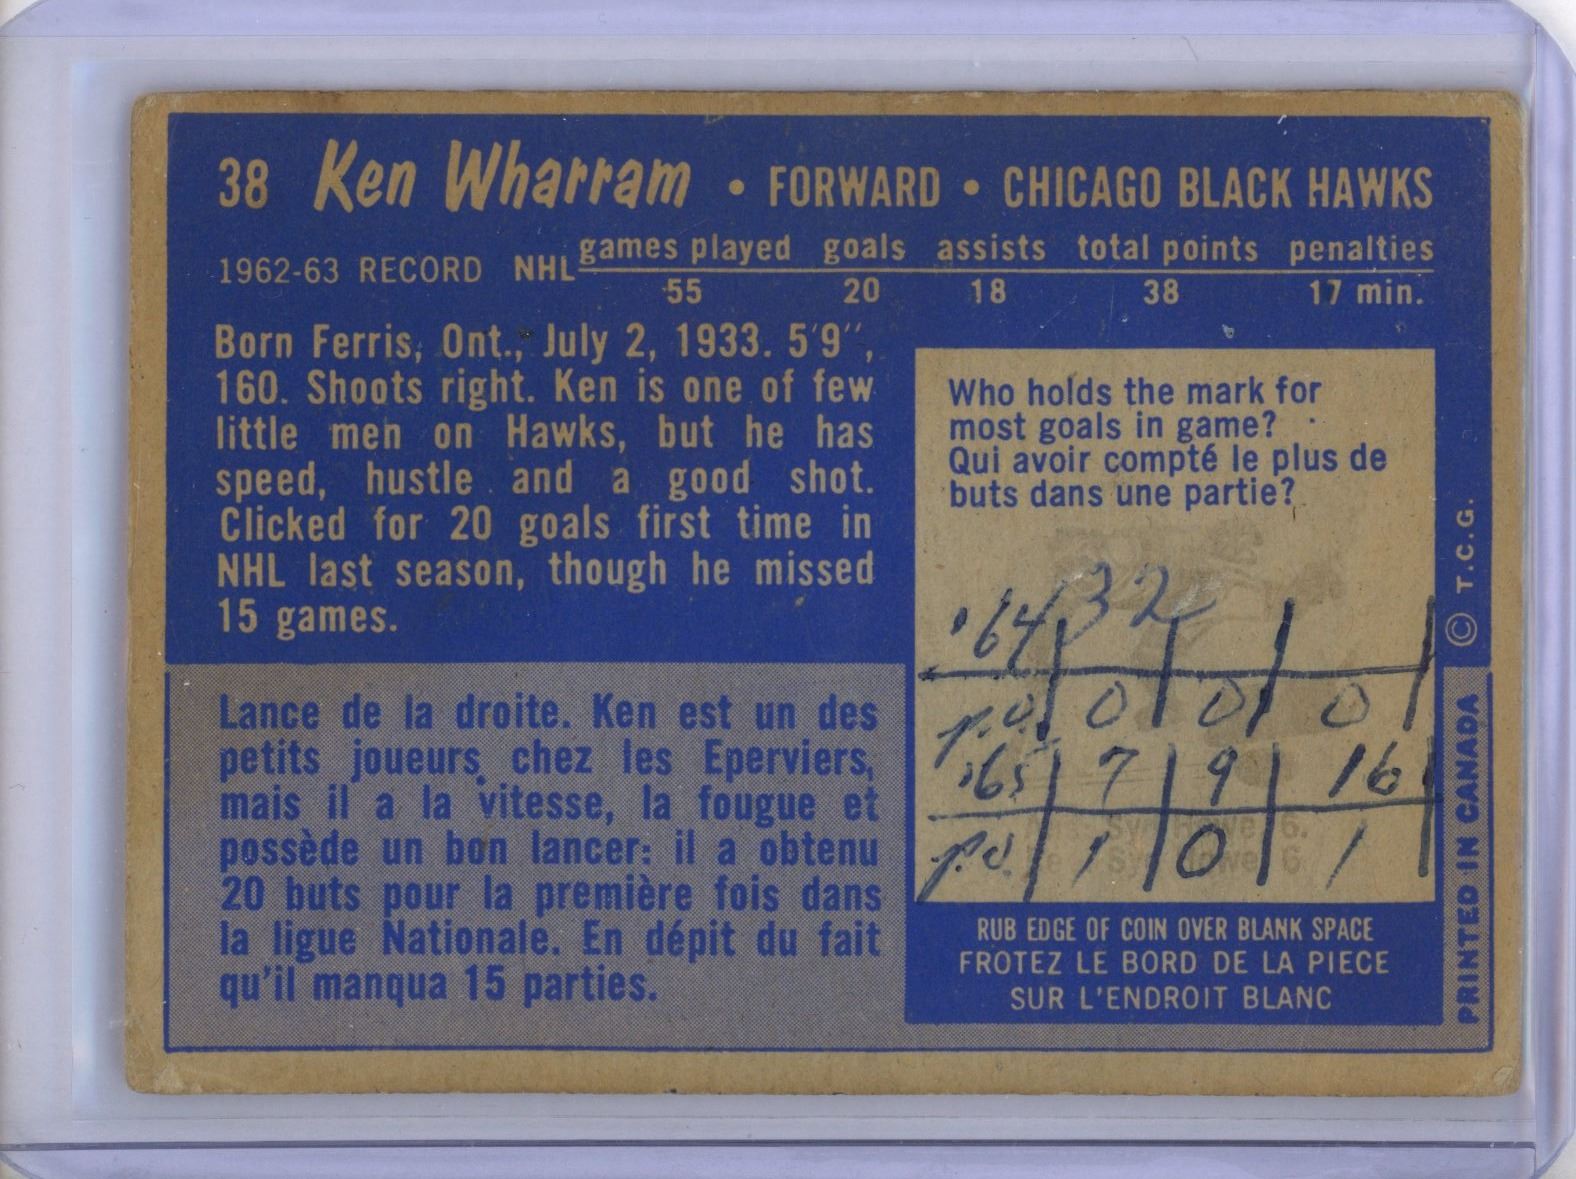 38 Ken Wharram • FORWARD • CHICAGO BLACK HAWKS
games played goals assists total points penalties
1962-63 RECORD NHL
55 20 18 38 17 min.
Born Ferris, Ont., July 2, 1933. 5'9",
160. Shoots right. Ken is one of few
little men on Hawks, but he has
speed, hustle and a good shot.
Clicked for 20 goals first time in
NHL last season, though he missed
15 games.
Lance de la droite. Ken est un des
petits joueurs chez les Eperviers,
mais il a la vitesse, la fougue et
possède un bon lancer: il a obtenu
20 buts pour la première fois dans
la ligue Nationale. En dépit du fait
qu'il manqua 15 parties.
Who holds the mark for
most goals in game?
Qui avoir compté le plus de
buts dans une partie?
'64 32
p.o. 0 0 0
'65 7 9 16
p.o. 1 0 1
RUB EDGE OF COIN OVER BLANK SPACE
FROTEZ LE BORD DE LA PIECE
SUR L'ENDROIT BLANC
PRINTED IN CANADA © T.C.G.